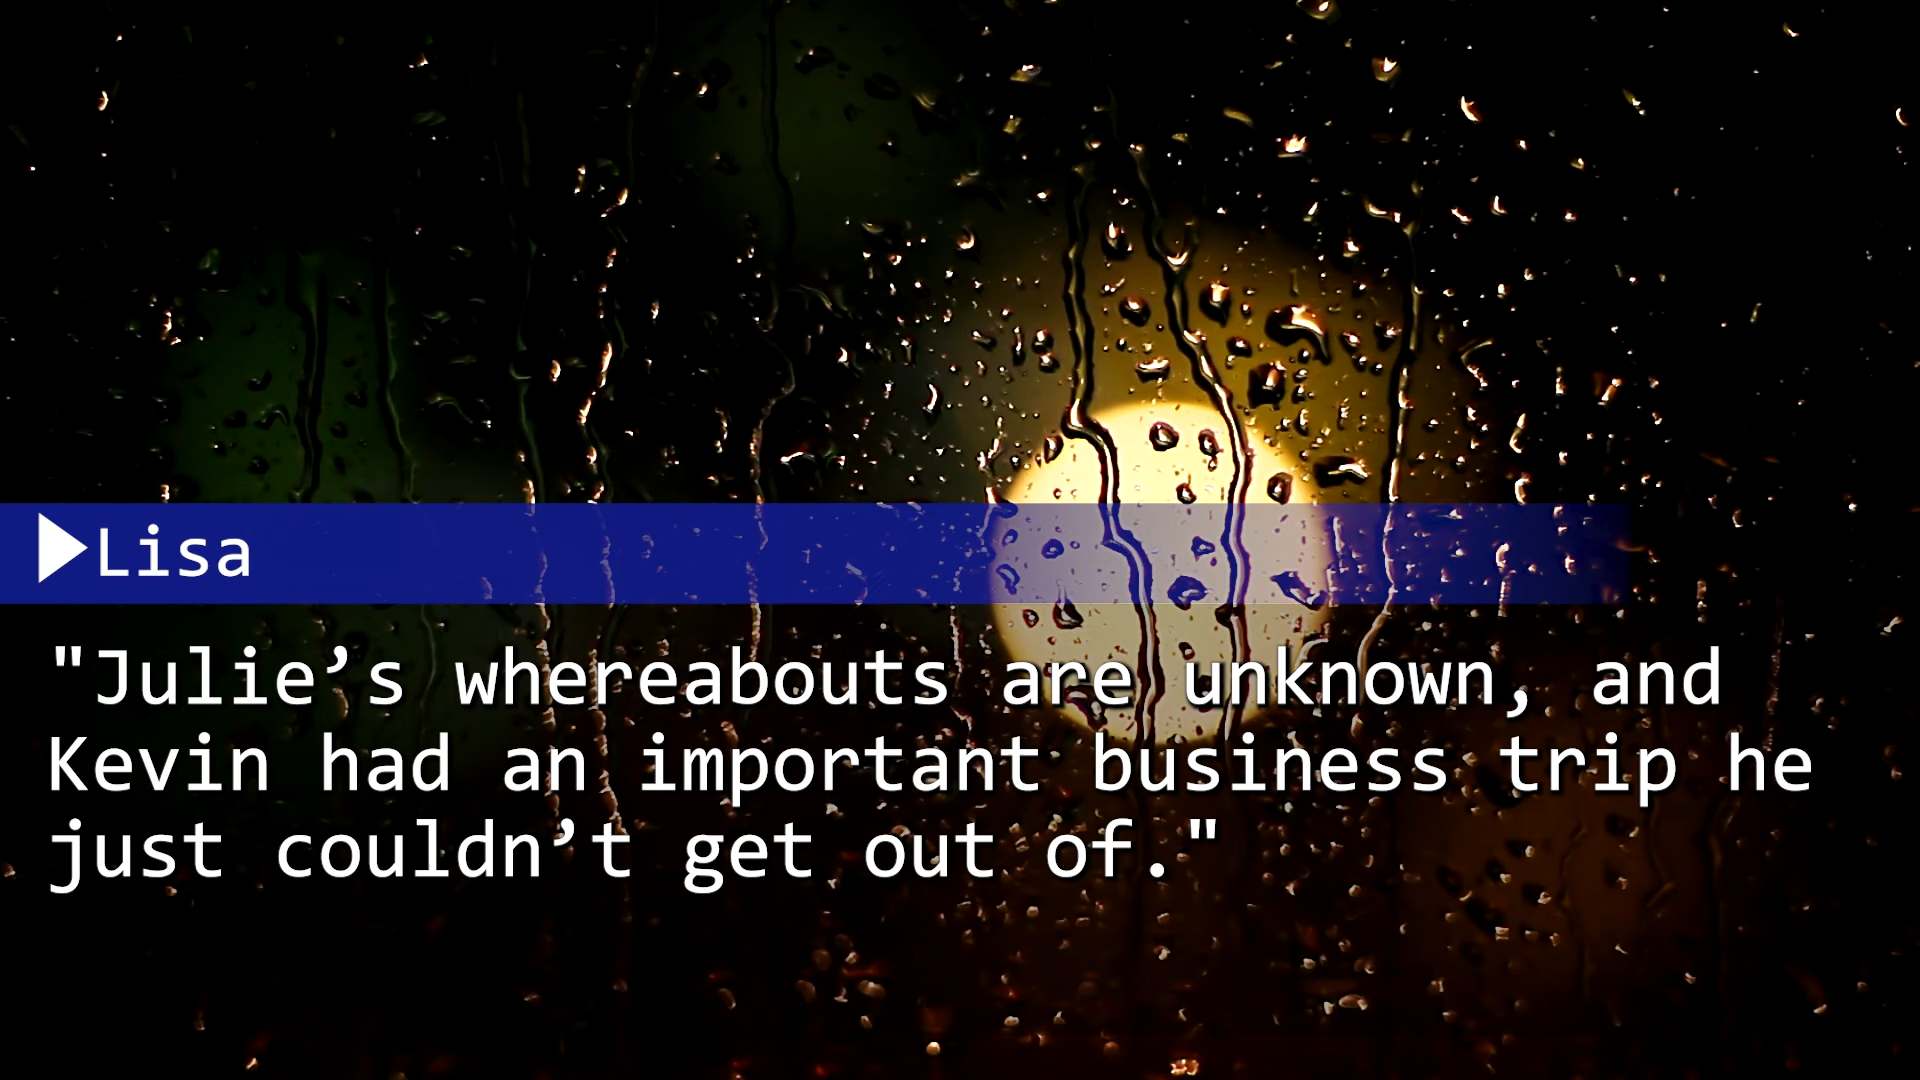 Lisa
"Julie’s whereabouts are unknown, and
Kevin had an important business trip he
just couldn’t get out of."